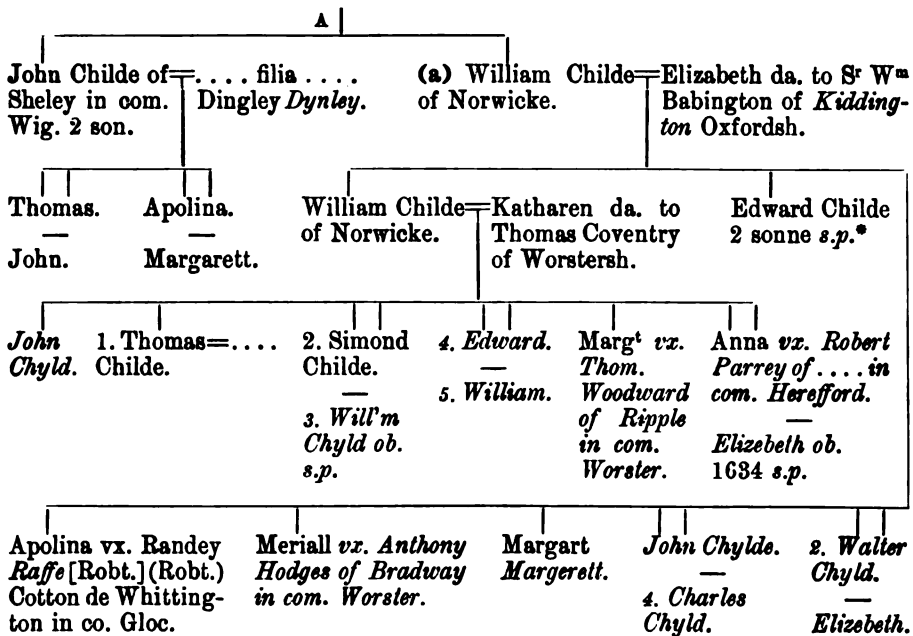 A
John Childe of=. . . . filia . . . .
Sheley in com. Dingley Dynley.
Wig. 2 son.
(a) William Childe=Elizabeth da. to Sr Wm
of Norwicke. Babington of Kidding-
ton Oxfordsh.
Thomas.
—
John.
Apolina.
—
Margarett.
William Childe=Katharen da. to
of Norwicke. Thomas Coventry
of Worstersh.
Edward Childe
2 sonne s.p.*
John
Chyld.
1. Thomas=. . . .
Childe.
2. Simond
Childe.
—
3. Will'm
Chyld ob.
s.p.
4. Edward.
—
5. William.
Margt vx.
Thom.
Woodward
of Ripple
in com.
Worster.
Anna vx. Robert
Parrey of . . . . in
com. Herefford.
—
Elizebeth ob.
1634 s.p.
Apolina vx. Randey
Raffe [Robt.] (Robt.)
Cotton de Whitting-
ton in co. Gloc.
Meriall vx. Anthony
Hodges of Bradway
in com. Worster.
Margart
Margerett.
John Chylde.
—
4. Charles
Chyld.
2. Walter
Chyld.
—
Elizabeth.